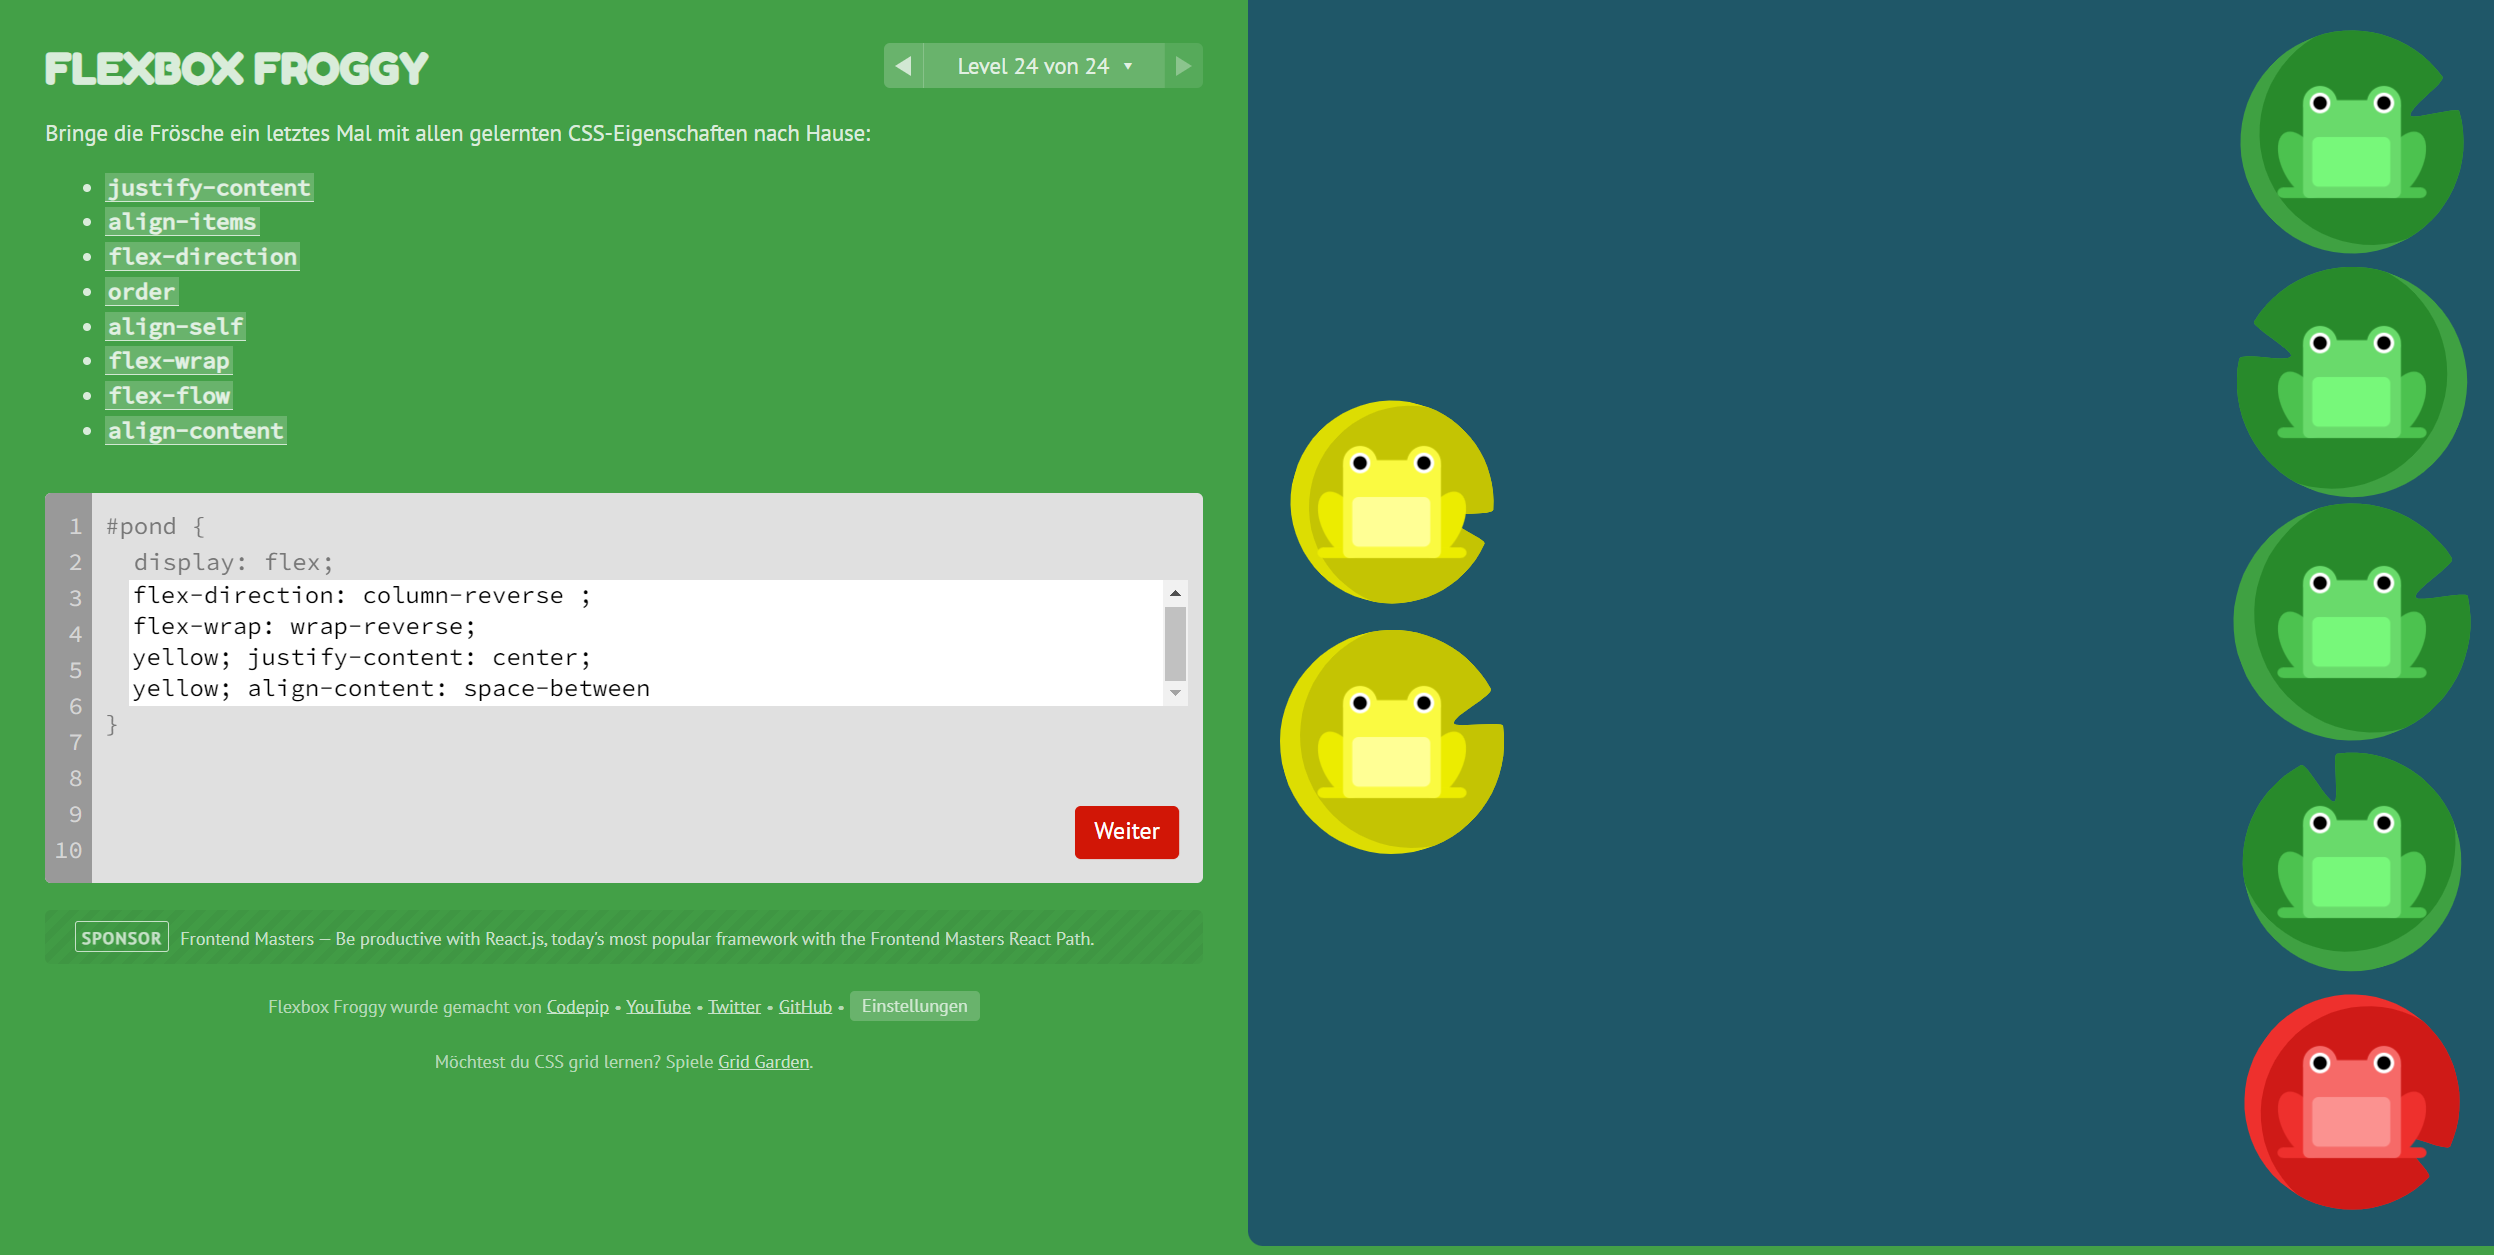 FLEXBOX FROGGY
Level 24 von 24
Bringe die Frösche ein letztes Mal mit allen gelernten CSS-Eigenschaften nach Hause:
justify-content
align-items
flex-direction
order
align-self
flex-wrap
flex-flow
align-content
1 #pond {
2 display: flex;
3 flex-direction: column-reverse ;
4 flex-wrap: wrap-reverse;
5 yellow; justify-content: center;
6 yellow; align-content: space-between
7 }
8
9
10
Weiter
SPONSOR Frontend Masters — Be productive with React.js, today's most popular framework with the Frontend Masters React Path.
Flexbox Froggy wurde gemacht von Codepip • YouTube • Twitter • GitHub • Einstellungen
Möchtest du CSS grid lernen? Spiele Grid Garden.